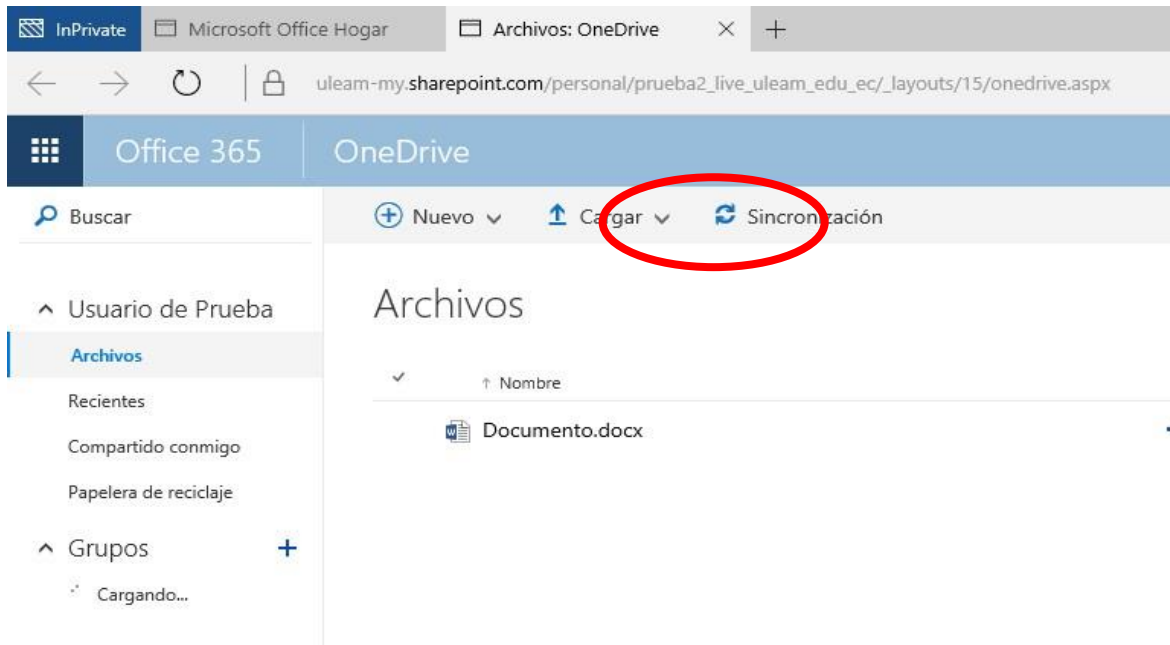 InPrivate Microsoft Office Hogar Archivos: OneDrive
uleam-my.sharepoint.com/personal/prueba2_live_uleam_edu_ec/_layouts/15/onedrive.aspx
Office 365 OneDrive
Buscar Nuevo Cargar Sincronización
Archivos
Usuario de Prueba
Archivos
Nombre
Recientes
Documento.docx
Compartido conmigo
Papelera de reciclaje
Grupos
Cargando...